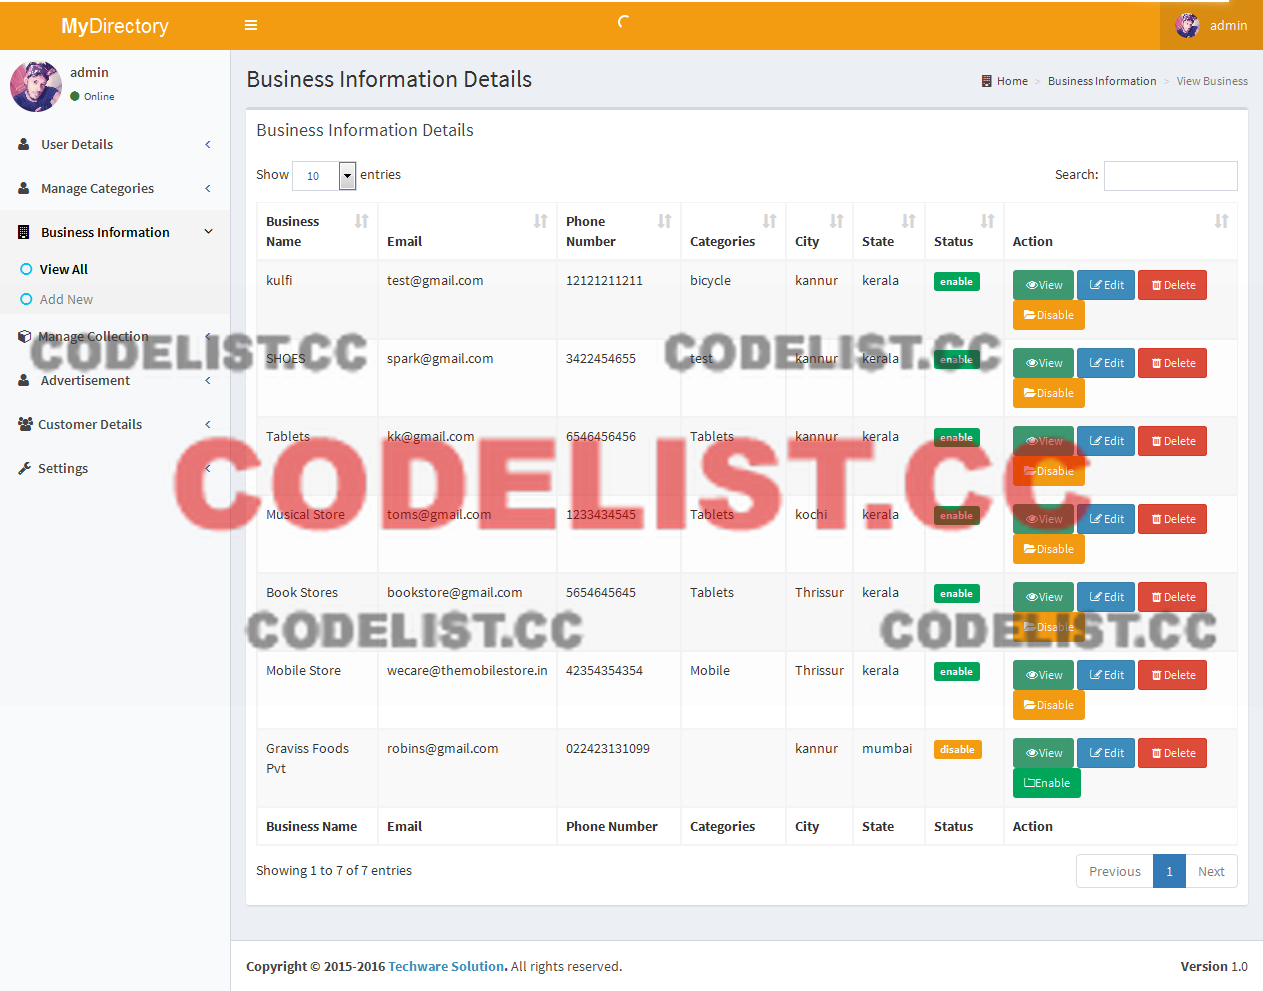 MyDirectory
admin
admin
Online
Business Information Details
Home > Business Information > View Business
User Details
Manage Categories
Business Information
View All
Add New
Manage Collection
Advertisement
Customer Details
Settings
Business Information Details
Show 10 entries
Search:
Business Name Email Phone Number Categories City State Status Action
kulfi test@gmail.com 12121211211 bicycle kannur kerala enable View Edit Delete
Disable
SHOES spark@gmail.com 3422454655 test kannur kerala enable View Edit Delete
Disable
Tablets kk@gmail.com 6546456456 Tablets kannur kerala enable View Edit Delete
Disable
Musical Store toms@gmail.com 1233434545 Tablets kochi kerala enable View Edit Delete
Disable
Book Stores bookstore@gmail.com 5654645645 Tablets Thrissur kerala enable View Edit Delete
Disable
Mobile Store wecare@themobilestore.in 42354354354 Mobile Thrissur kerala enable View Edit Delete
Disable
Graviss Foods Pvt robins@gmail.com 022423131099 kannur mumbai disable View Edit Delete
Enable
Business Name Email Phone Number Categories City State Status Action
Showing 1 to 7 of 7 entries
Previous 1 Next
Copyright © 2015-2016 Techware Solution. All rights reserved.
Version 1.0
CODELIST.CC
CODELIST.CC
CODELIST.CC
CODELIST.CC
CODELIST.CC